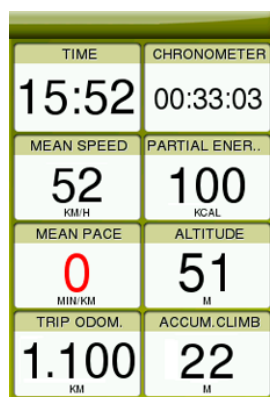 TIME CHRONOMETER
15:52 00:33:03
MEAN SPEED PARTIAL ENER..
52 100
KM/H KCAL
MEAN PACE ALTITUDE
0 51
MIN/KM M
TRIP ODOM. ACCUM.CLIMB
1.100 22
KM M